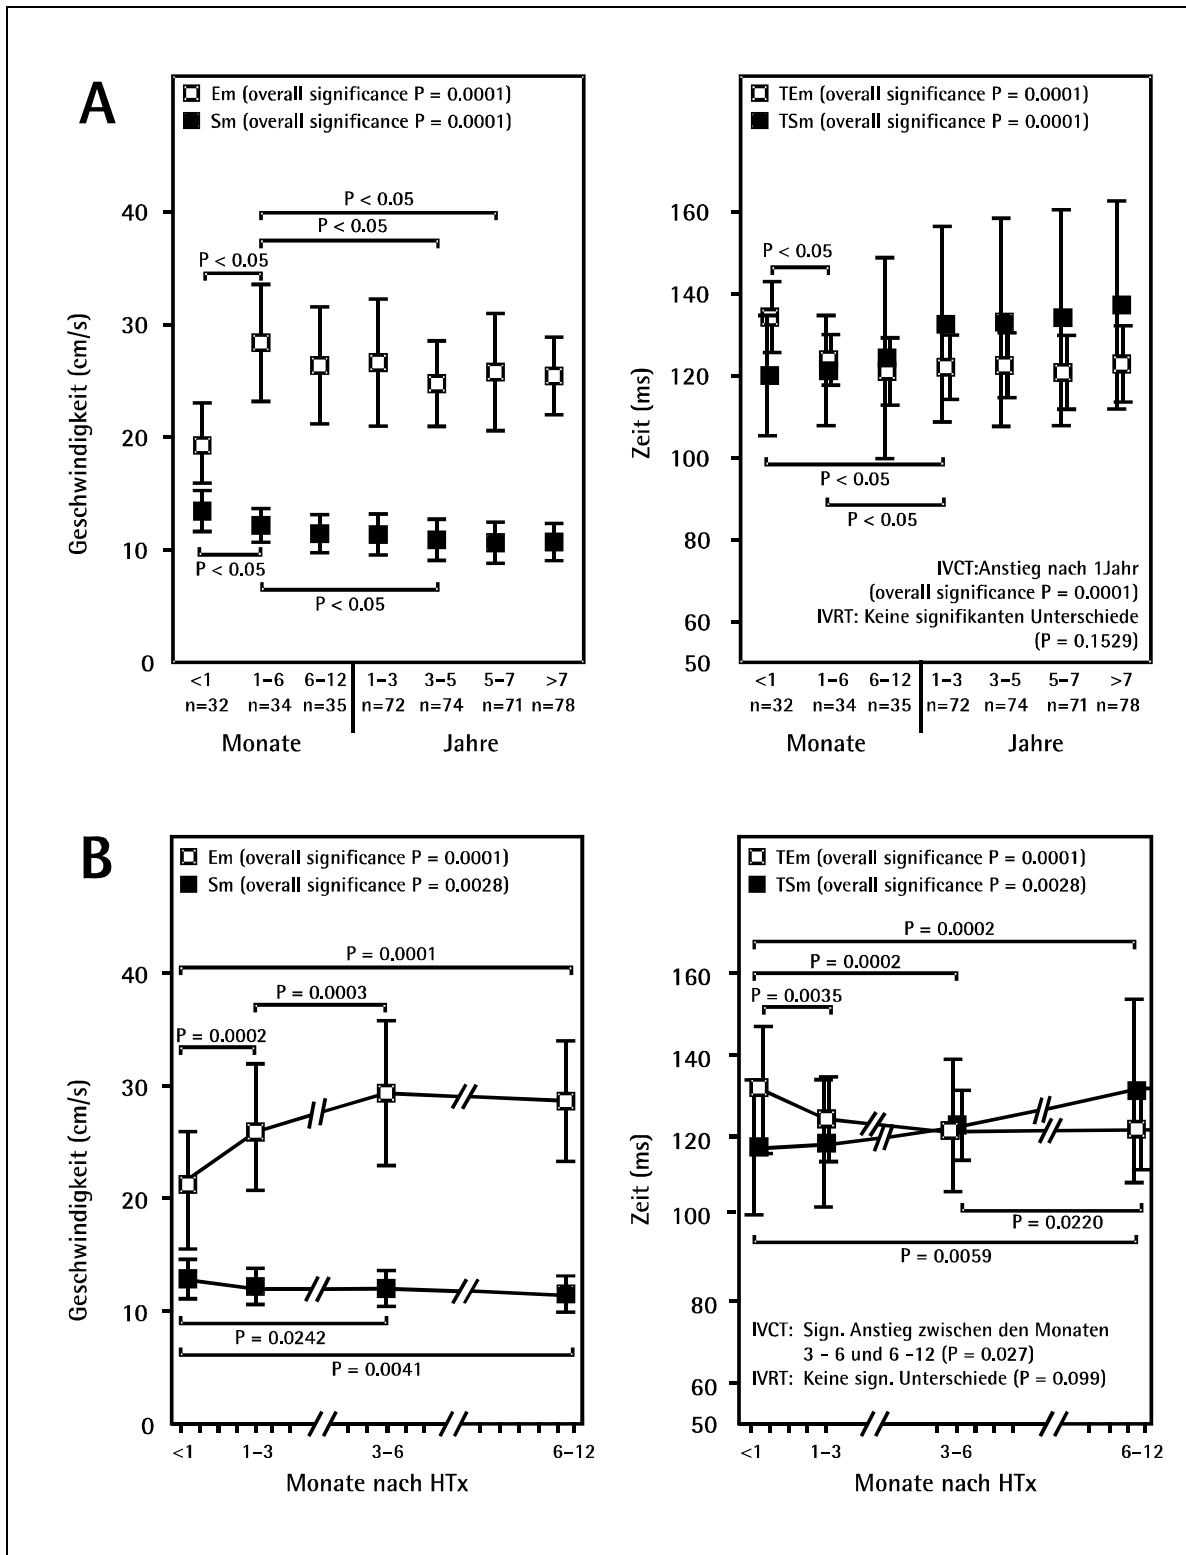 A
Em (overall significance P = 0.0001)
Sm (overall significance P = 0.0001)
P < 0.05
P < 0.05
P < 0.05
40
30
20
10
0
Geschwindigkeit (cm/s)
P < 0.05
P < 0.05
<1 1–6 6–12 1–3 3–5 5–7 >7
n=32 n=34 n=35 n=72 n=74 n=71 n=78
Monate Jahre
TEm (overall significance P = 0.0001)
TSm (overall significance P = 0.0001)
160
140
120
100
80
60
50
Zeit (ms)
P < 0.05
P < 0.05
P < 0.05
IVCT:Anstieg nach 1Jahr
(overall significance P = 0.0001)
IVRT: Keine signifikanten Unterschiede
(P = 0.1529)
<1 1–6 6–12 1–3 3–5 5–7 >7
n=32 n=34 n=35 n=72 n=74 n=71 n=78
Monate Jahre
B
Em (overall significance P = 0.0001)
Sm (overall significance P = 0.0028)
P = 0.0001
P = 0.0003
P = 0.0002
40
30
20
10
0
Geschwindigkeit (cm/s)
P = 0.0242
P = 0.0041
<1 1–3 3–6 6–12
Monate nach HTx
TEm (overall significance P = 0.0001)
TSm (overall significance P = 0.0028)
P = 0.0002
P = 0.0002
P = 0.0035
160
140
120
100
80
60
50
Zeit (ms)
P = 0.0220
P = 0.0059
IVCT: Sign. Anstieg zwischen den Monaten
3 – 6 und 6 –12 (P = 0.027)
IVRT: Keine sign. Unterschiede (P = 0.099)
<1 1–3 3–6 6–12
Monate nach HTx